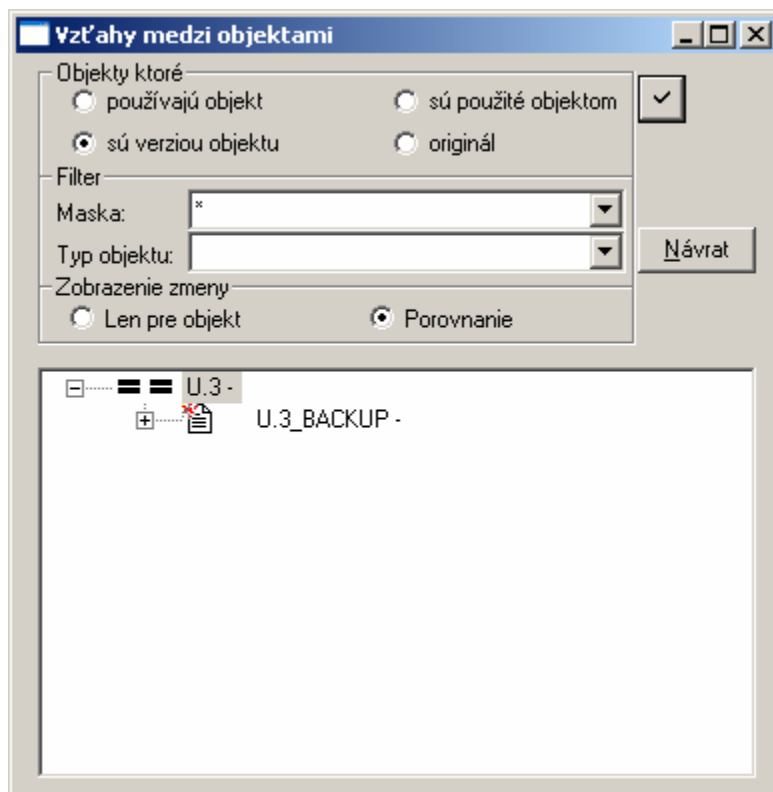 Vzťahy medzi objektami
Objekty ktoré
používajú objekt
sú použité objektom
sú verziou objektu
originál
Filter
Maska: *
Typ objektu:
Návrat
Zobrazenie zmeny
Len pre objekt
Porovnanie
U.3 -
U.3_BACKUP -